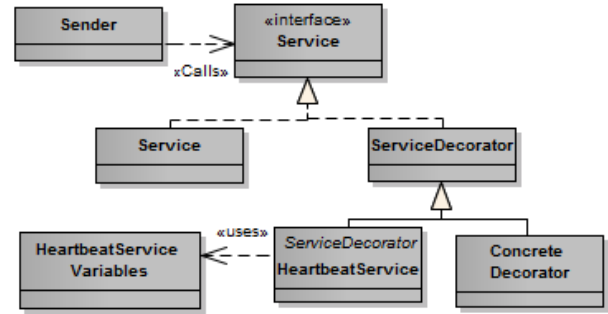 Sender
«interface»
Service
«Calls»
Service
ServiceDecorator
«uses»
HeartbeatService
Variables
ServiceDecorator
HeartbeatService
Concrete
Decorator